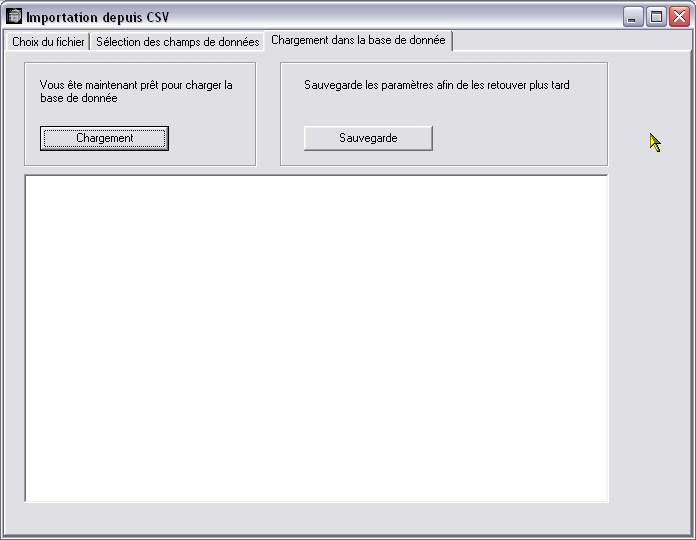 Importation depuis CSV
Choix du fichier
Sélection des champs de données
Chargement dans la base de donnée
Vous ête maintenant prêt pour charger la
base de donnée
Chargement
Sauvegarde les paramètres afin de les retouver plus tard
Sauvegarde